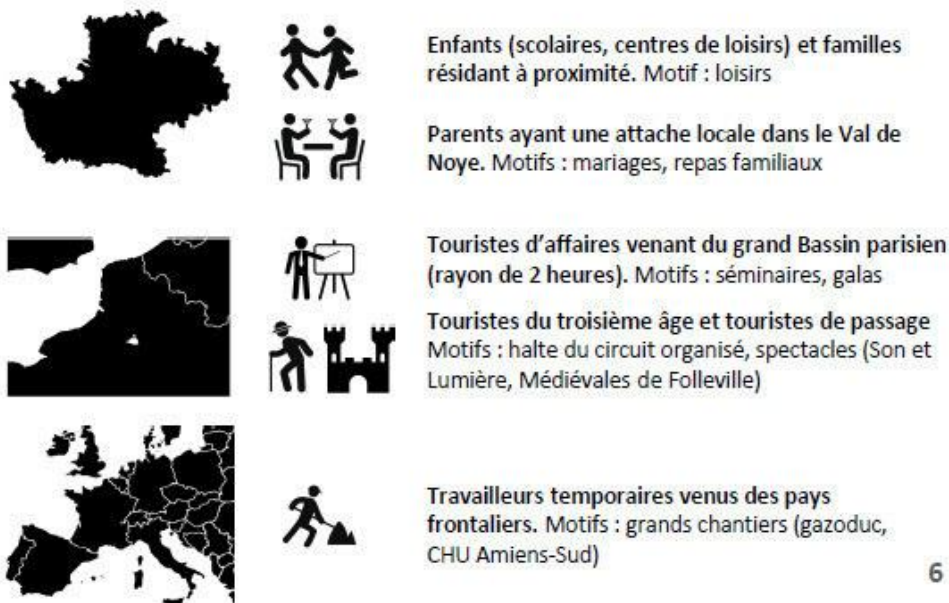 Enfants (scolaires, centres de loisirs) et familles
résidant à proximité. Motif : loisirs
Parents ayant une attache locale dans le Val de
Noye. Motifs : mariages, repas familiaux
Touristes d'affaires venant du grand Bassin parisien
(rayon de 2 heures). Motifs : séminaires, galas
Touristes du troisième âge et touristes de passage
Motifs : halte du circuit organisé, spectacles (Son et
Lumière, Médiévales de Folleville)
Travailleurs temporaires venus des pays
frontaliers. Motifs : grands chantiers (gazoduc,
CHU Amiens-Sud)
6